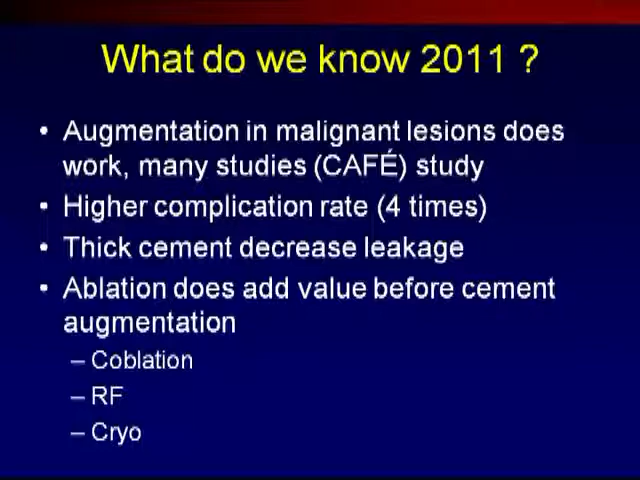 What do we know 2011 ?
• Augmentation in malignant lesions does
work, many studies (CAFÉ) study
• Higher complication rate (4 times)
• Thick cement decrease leakage
• Ablation does add value before cement
augmentation
– Coblation
– RF
– Cryo